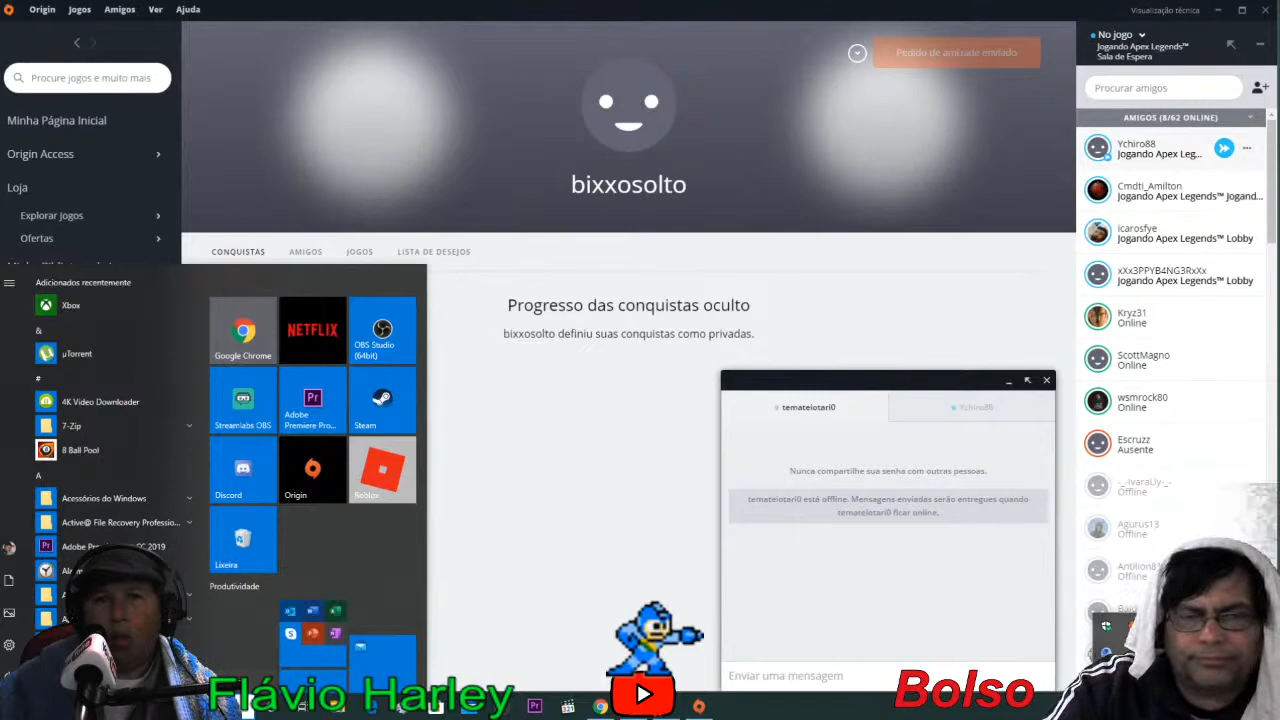 Origin Jogos Amigos Ver Ajuda
Visualização técnica
Procure jogos e muito mais
Minha Página Inicial
Origin Access
Loja
Explorar Jogos
Ofertas
Pedido de amizade enviado
bixxosolto
CONQUISTAS AMIGOS JOGOS LISTA DE DESEJOS
Progresso das conquistas oculto
bixxosolto definiu suas conquistas como privadas.
No jogo
Jogando Apex Legends™
Sala de Espera
Procurar amigos
AMIGOS (8/62 ONLINE)
Ychiro88
Jogando Apex Leg...
Cmdti_Amilton
Jogando Apex Legends™ Jogand...
icarosfye
Jogando Apex Legends™ Lobby
xXx3PPYB4NG3RxXx
Jogando Apex Legends™ Lobby
Kryz31
Online
ScottMagno
Online
wsmrock80
Online
Escruzz
Ausente
-_-IvaraUy-_-
Offline
Agurus13
Offline
Offline
Adicionados recentemente
Xbox
&
µTorrent
#
4K Video Downloader
7-Zip
8 Ball Pool
A
Acessórios do Windows
Active@ File Recovery Professio...
CC 2019
Google Chrome
NETFLIX
OBS Studio
(64bit)
Streamlabs OBS
Adobe
Premiere Pro...
Steam
Discord
Origin
Roblox
Lixeira
Produtividade
temateiotari0
Ychiro88
Nunca compartilhe sua senha com outras pessoas.
temateiotari0 está offline. Mensagens enviadas serão entregues quando
temateiotari0 ficar online.
Enviar uma mensagem
Flávio Harley
Bolso